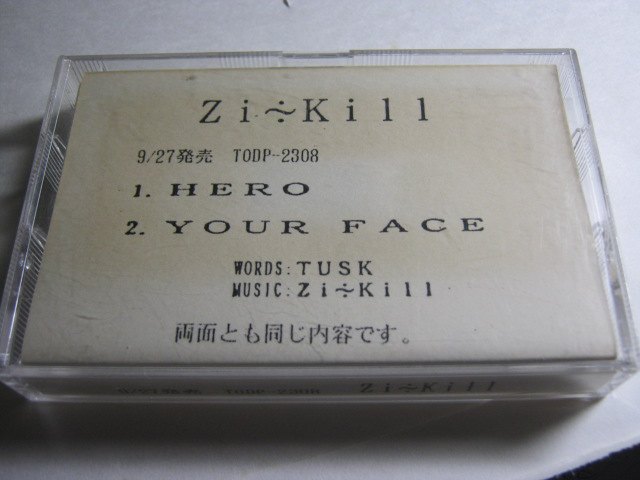 Zi÷Kill
9/27発売 TODP-2308
1. HERO
2. YOUR FACE
WORDS:TUSK
MUSIC:Zi÷Kill
両面とも同じ内容です。
9/27発売 TODP-2308 Zi÷Kill